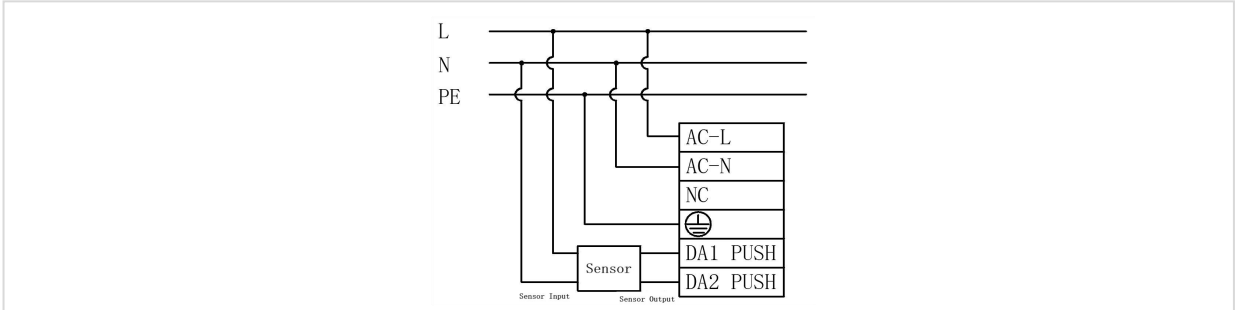 L
N
PE
AC-L
AC-N
NC
DA1 PUSH
Sensor
DA2 PUSH
Sensor Input
Sensor Output